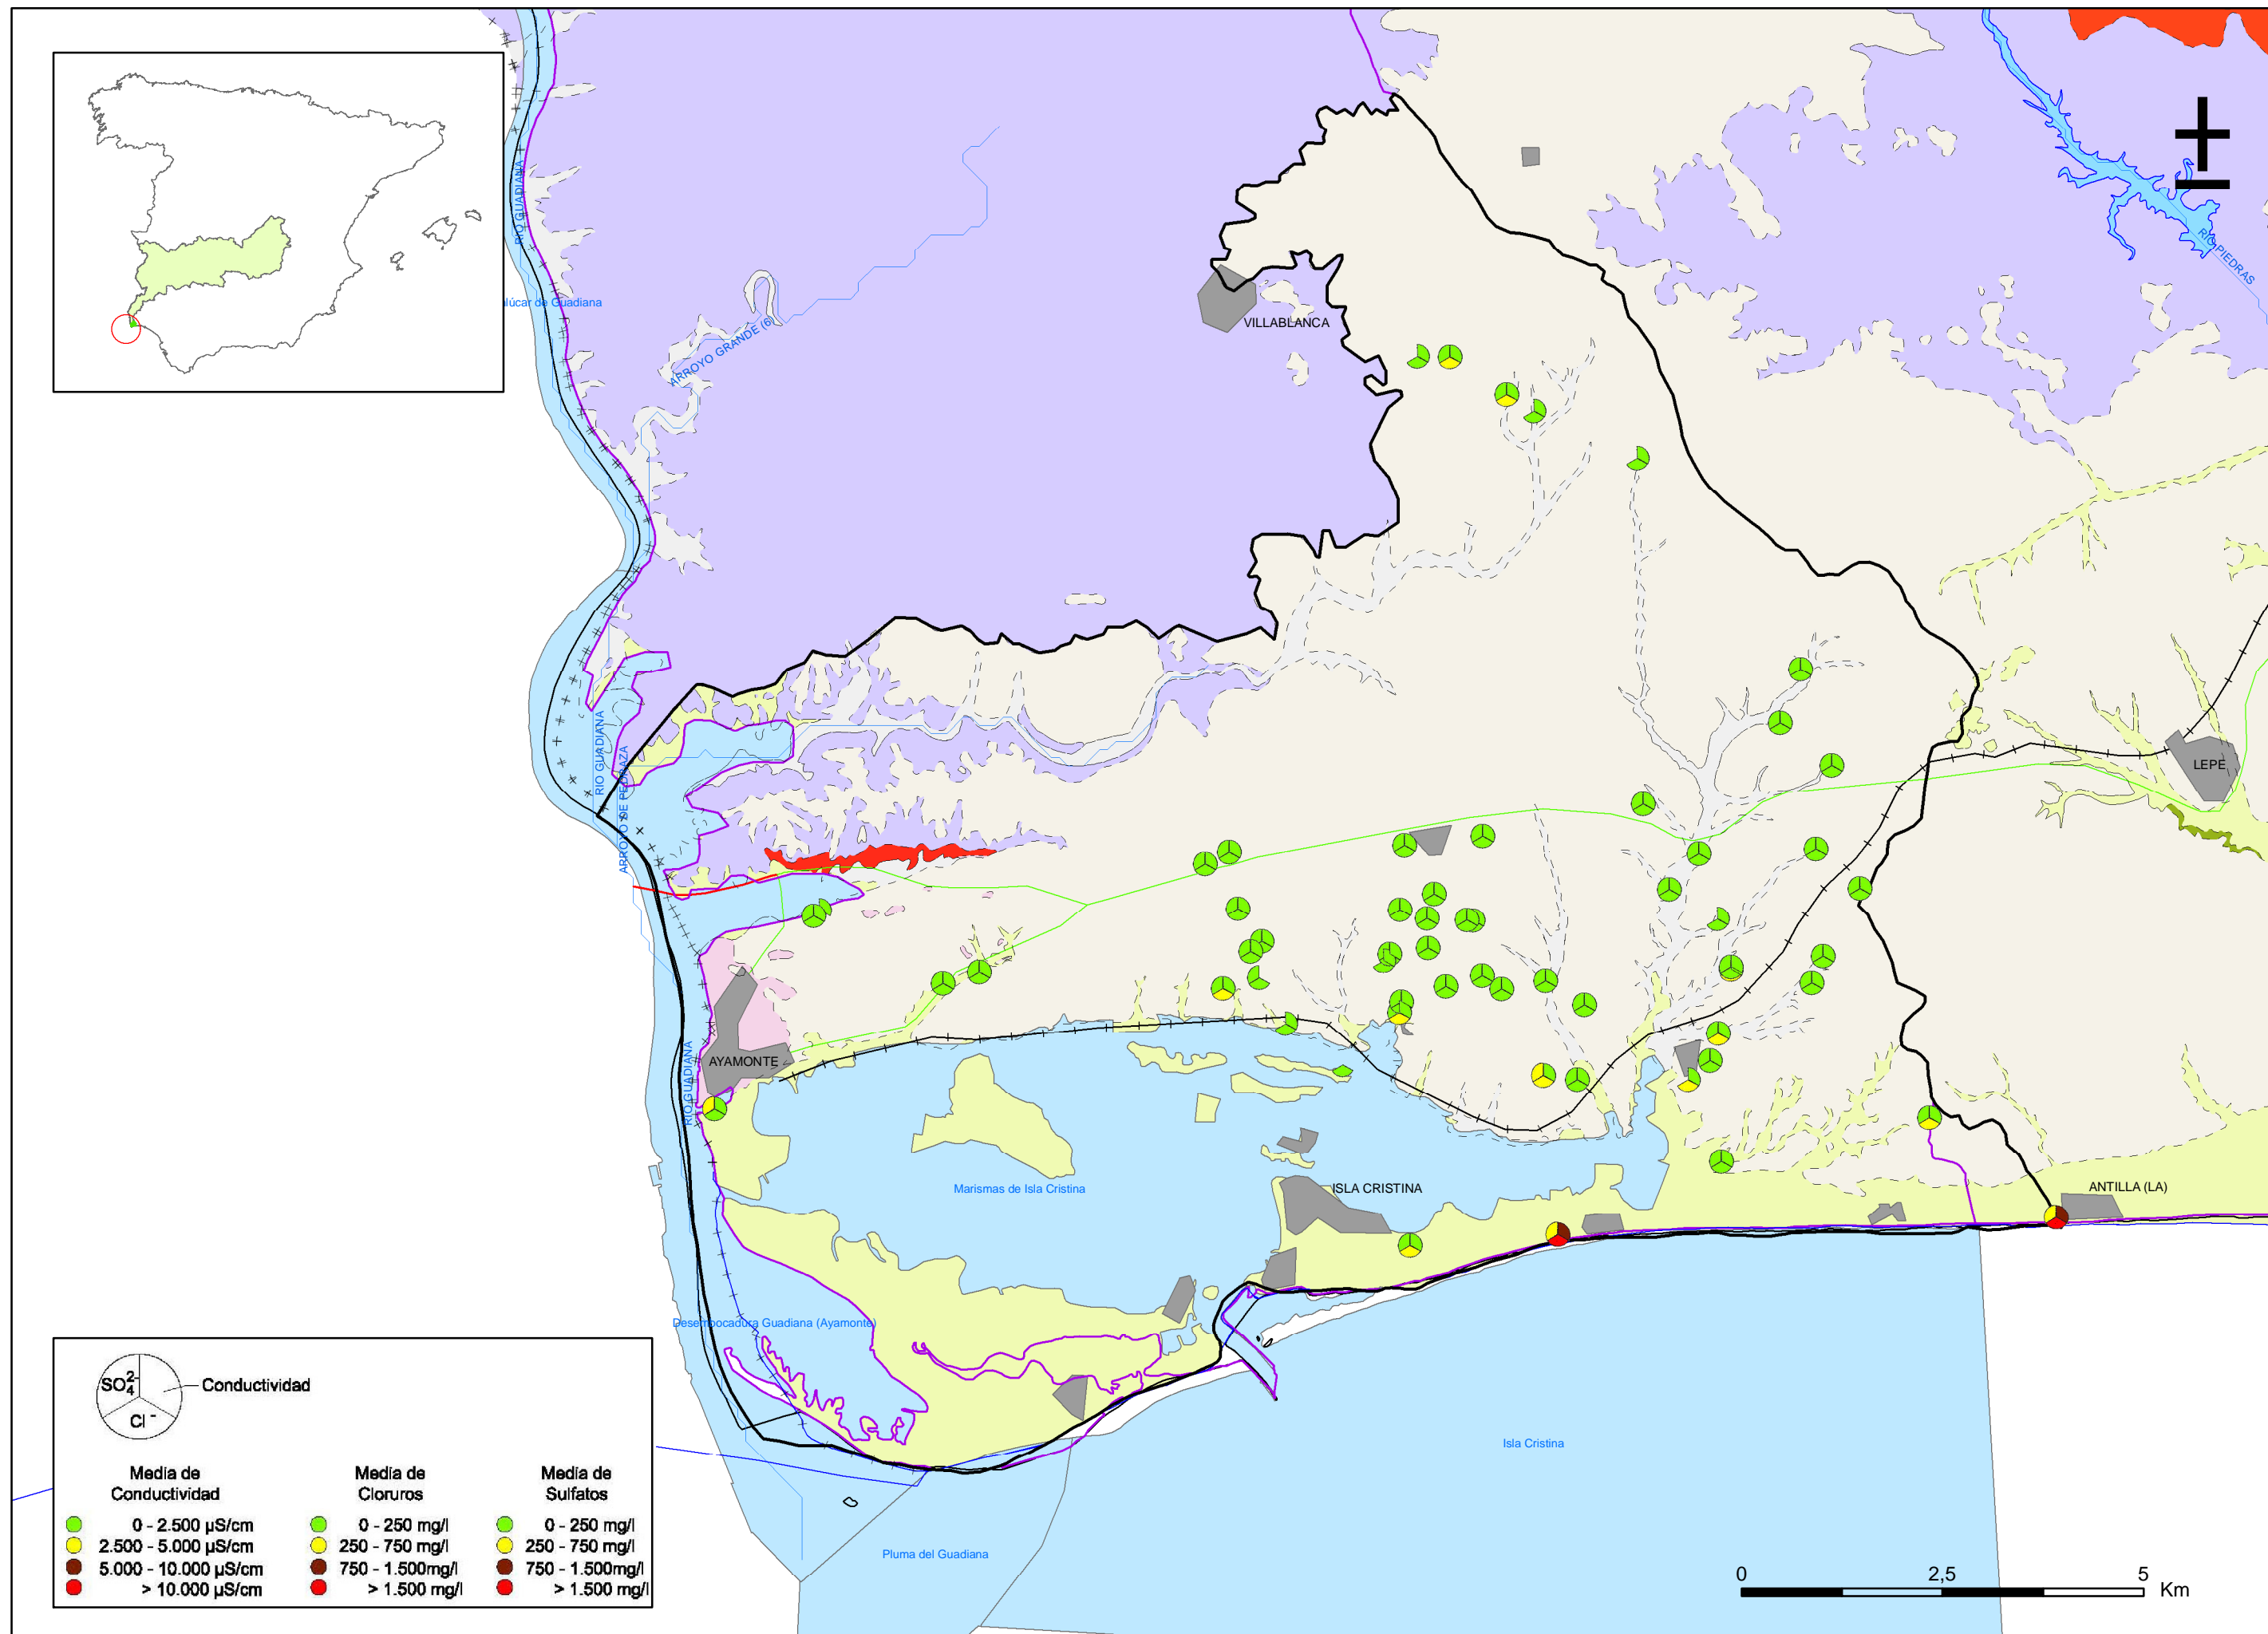 RIO GUADIANA
lúcar de Guadiana
ARROYO GRANDE (6)
VILLABLANCA
RIO PIEDRAS
RIO GUADIANA
ARROYO DE PEDRAZA
LEPE
AYAMONTE
RIO GUADIANA
Marismas de Isla Cristina
ISLA CRISTINA
ANTILLA (LA)
Desembocadura Guadiana (Ayamonte)
Isla Cristina
Pluma del Guadiana
SO₄²⁻
Conductividad
Cl⁻
Media de
Conductividad
0 - 2.500 µS/cm
2.500 - 5.000 µS/cm
5.000 - 10.000 µS/cm
> 10.000 µS/cm
Media de
Cloruros
0 - 250 mg/l
250 - 750 mg/l
750 - 1.500mg/l
> 1.500 mg/l
Media de
Sulfatos
0 - 250 mg/l
250 - 750 mg/l
750 - 1.500mg/l
> 1.500 mg/l
0 2,5 5
Km